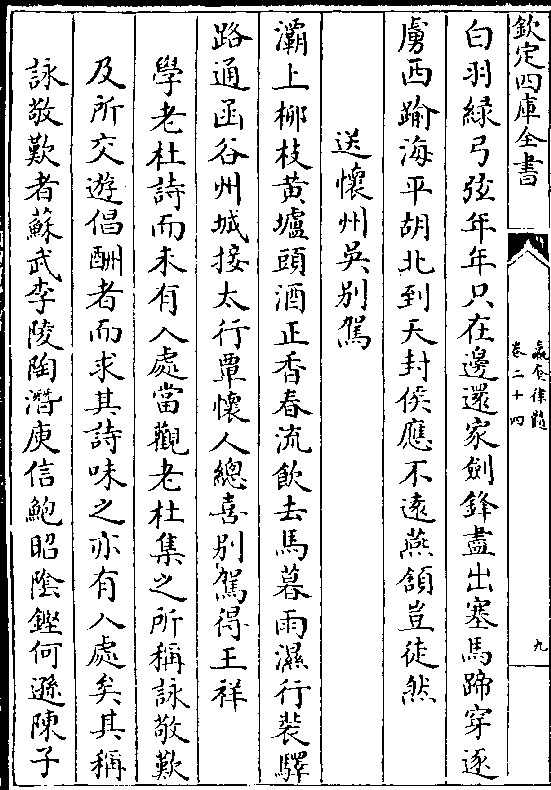 欽定四庫全書
瀛奎律髓
卷二十四
九
白羽緑弓弦年年只在邊還家劍鋒盡出塞馬蹄穿逐
虜西踰海平胡北到天封侯應不遠燕頷豈徒然
送懷州吳别駕
灞上桺枝黄壚頭酒正香春流飲去馬暮雨濕行裝驛
路通函谷州城接太行覃懷人總喜别駕得王祥
學老杜詩而未有入處當觀老杜集之所稱詠敬歎
及所交遊倡酬者而求其詩味之亦有入處矣其稱
詠敬歎者蘇武李陵陶潛庾信鮑昭陰鏗何遜陳子